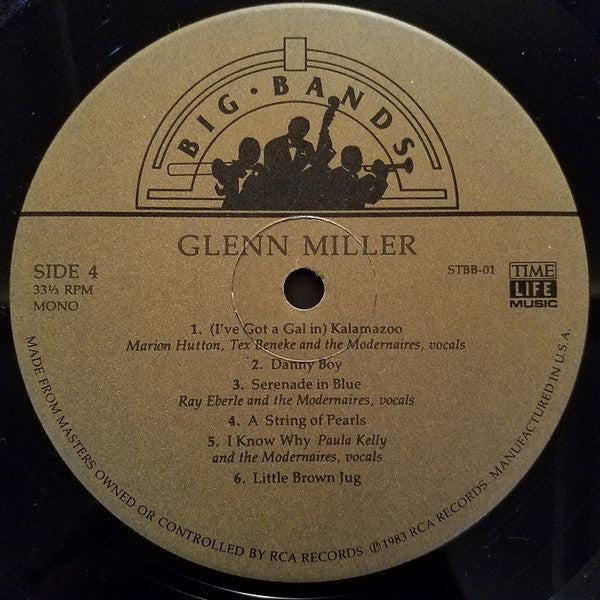 BIG · BANDS
GLENN MILLER
SIDE 4
33⅓ RPM
MONO
STBB-01
TIME
LIFE
MUSIC
1. (I've Got a Gal in) Kalamazoo
Marion Hutton, Tex Beneke and the Modernaires, vocals
2. Danny Boy
3. Serenade in Blue
Ray Eberle and the Modernaires, vocals
4. A String of Pearls
5. I Know Why Paula Kelly
and the Modernaires, vocals
6. Little Brown Jug
MADE FROM MASTERS OWNED OR CONTROLLED BY RCA RECORDS. ℗1983 RCA RECORDS. MANUFACTURED IN U.S.A.